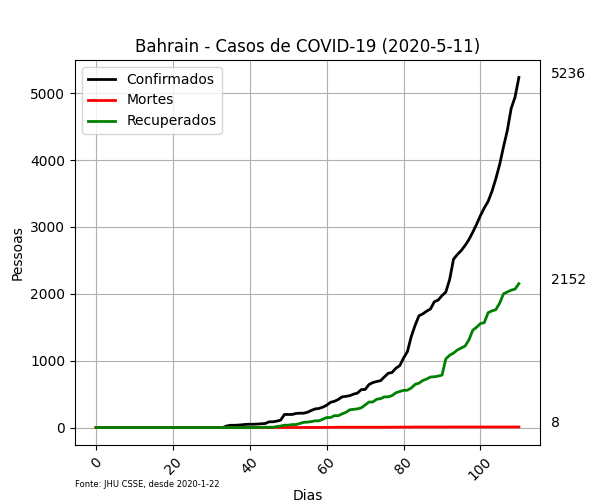 Bahrain - Casos de COVID-19 (2020-5-11)
Confirmados
Mortes
Recuperados
5236
2152
8
5000
4000
3000
2000
1000
0
Pessoas
0
20
40
60
80
100
Fonte: JHU CSSE, desde 2020-1-22
Dias